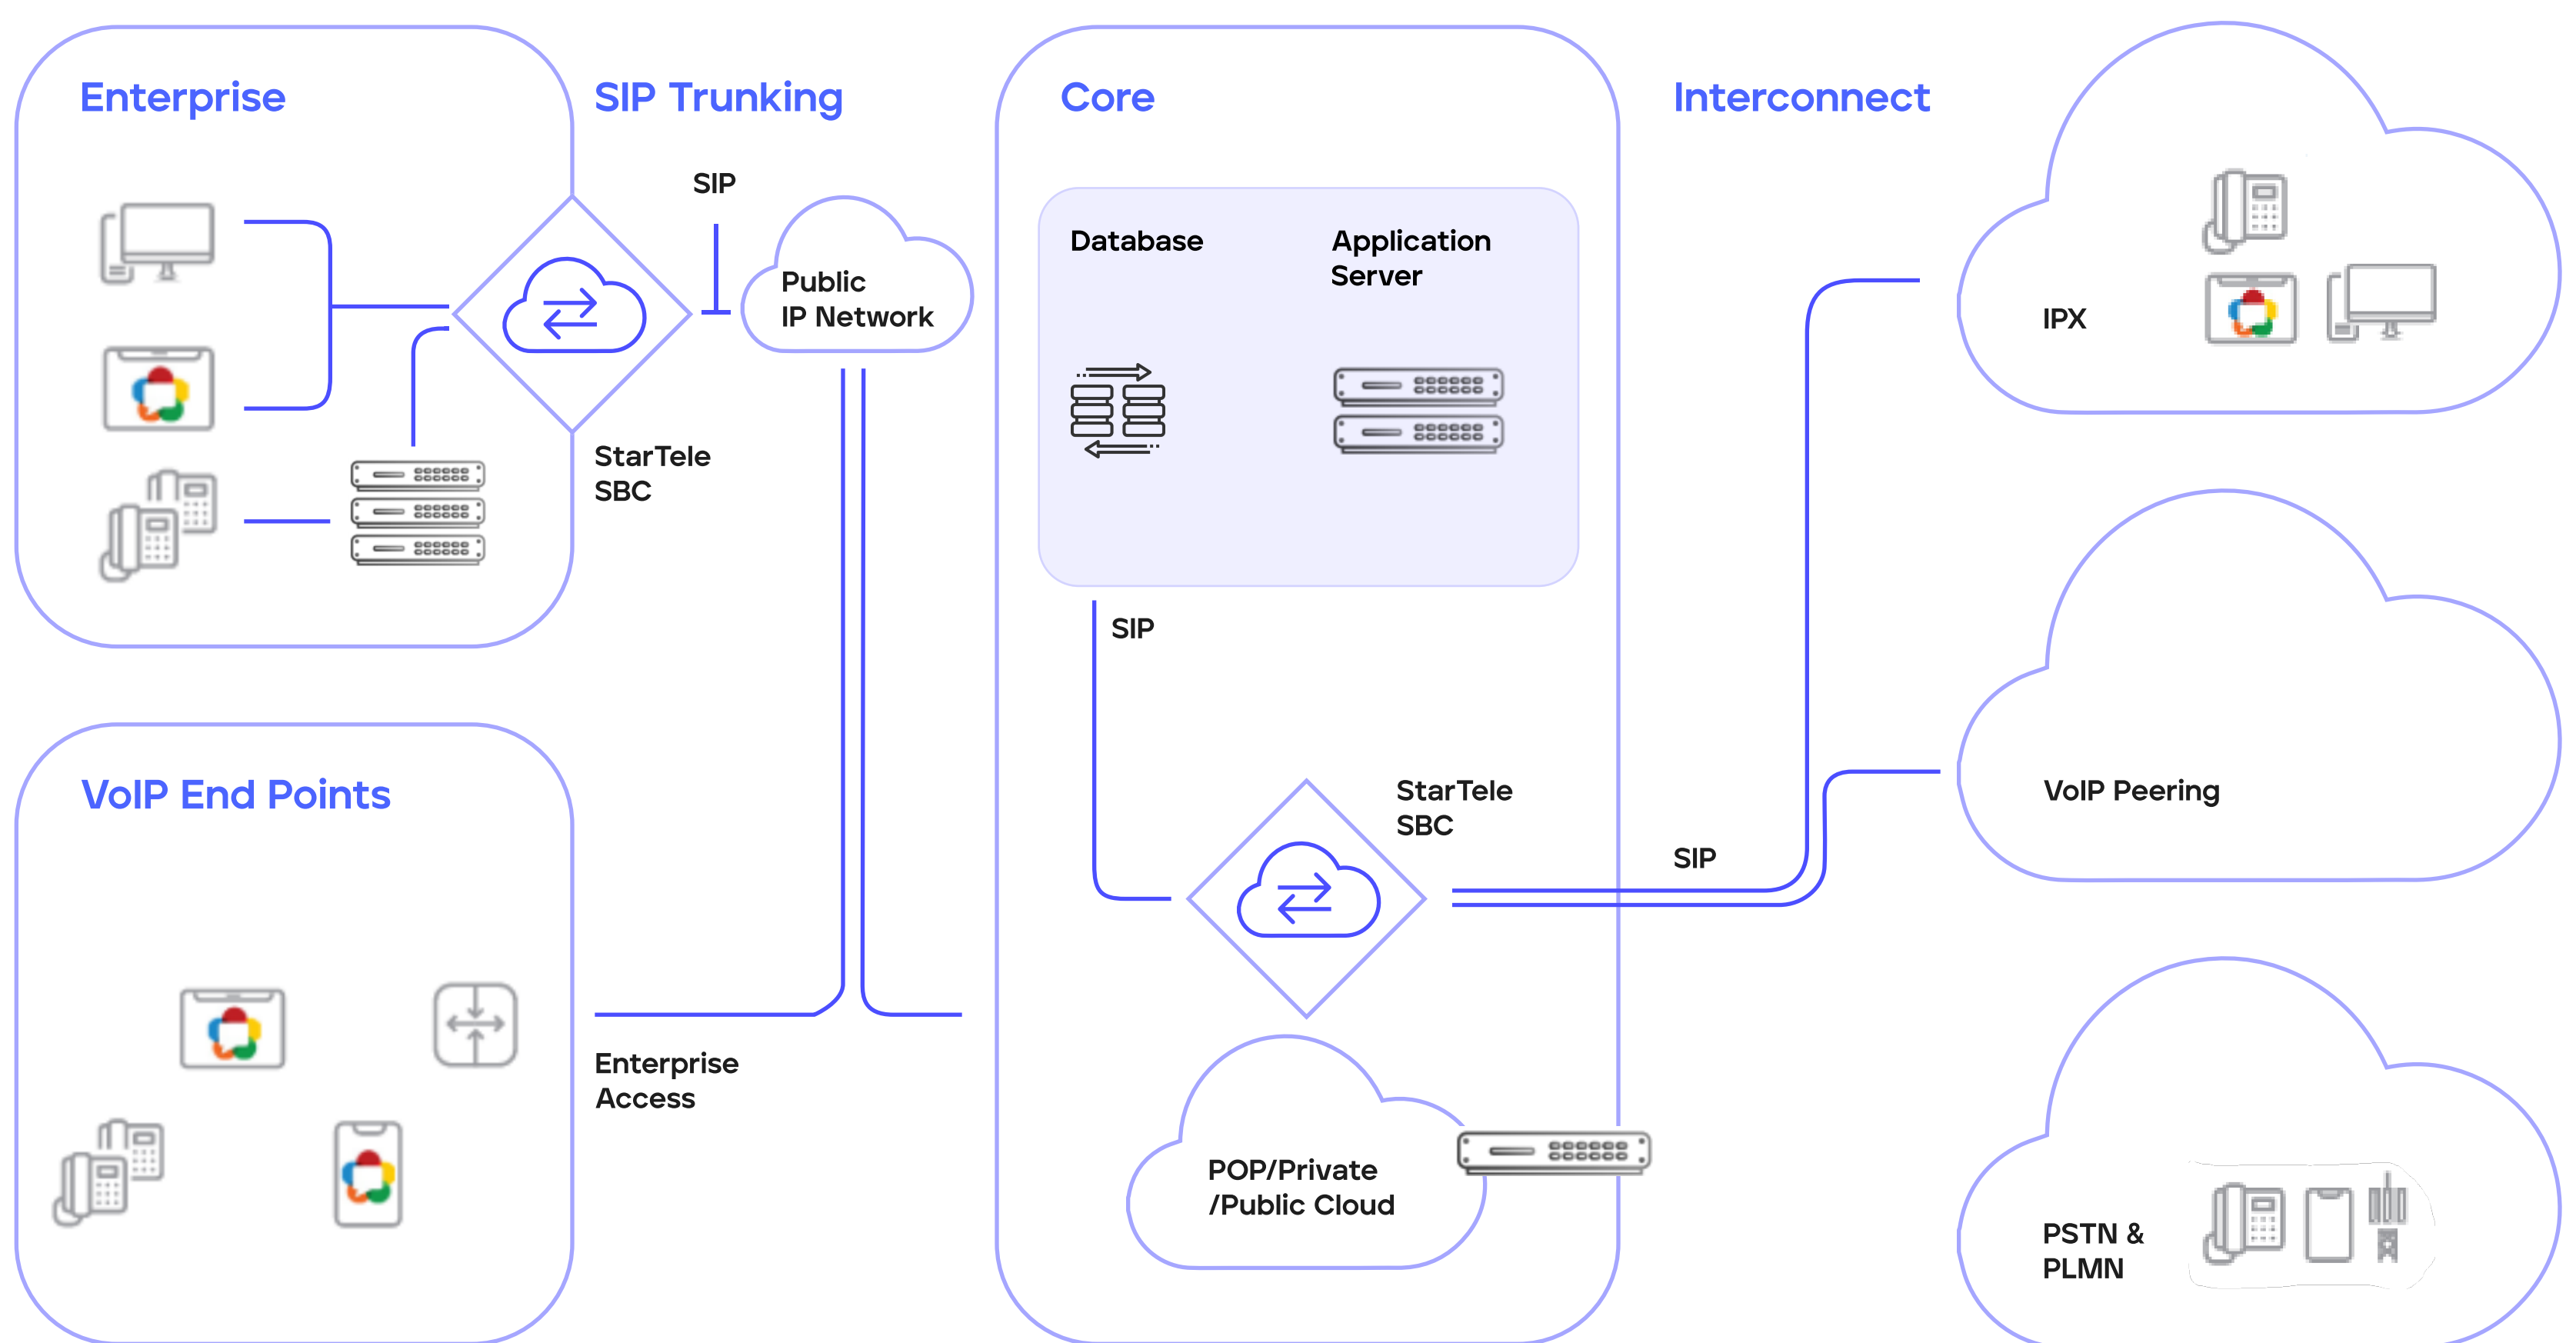 Enterprise
SIP Trunking
Core
Interconnect
SIP
Public
IP Network
StarTele
SBC
Database
Application
Server
SIP
IPX
VoIP End Points
Enterprise
Access
StarTele
SBC
SIP
VoIP Peering
POP/Private
/Public Cloud
PSTN &
PLMN